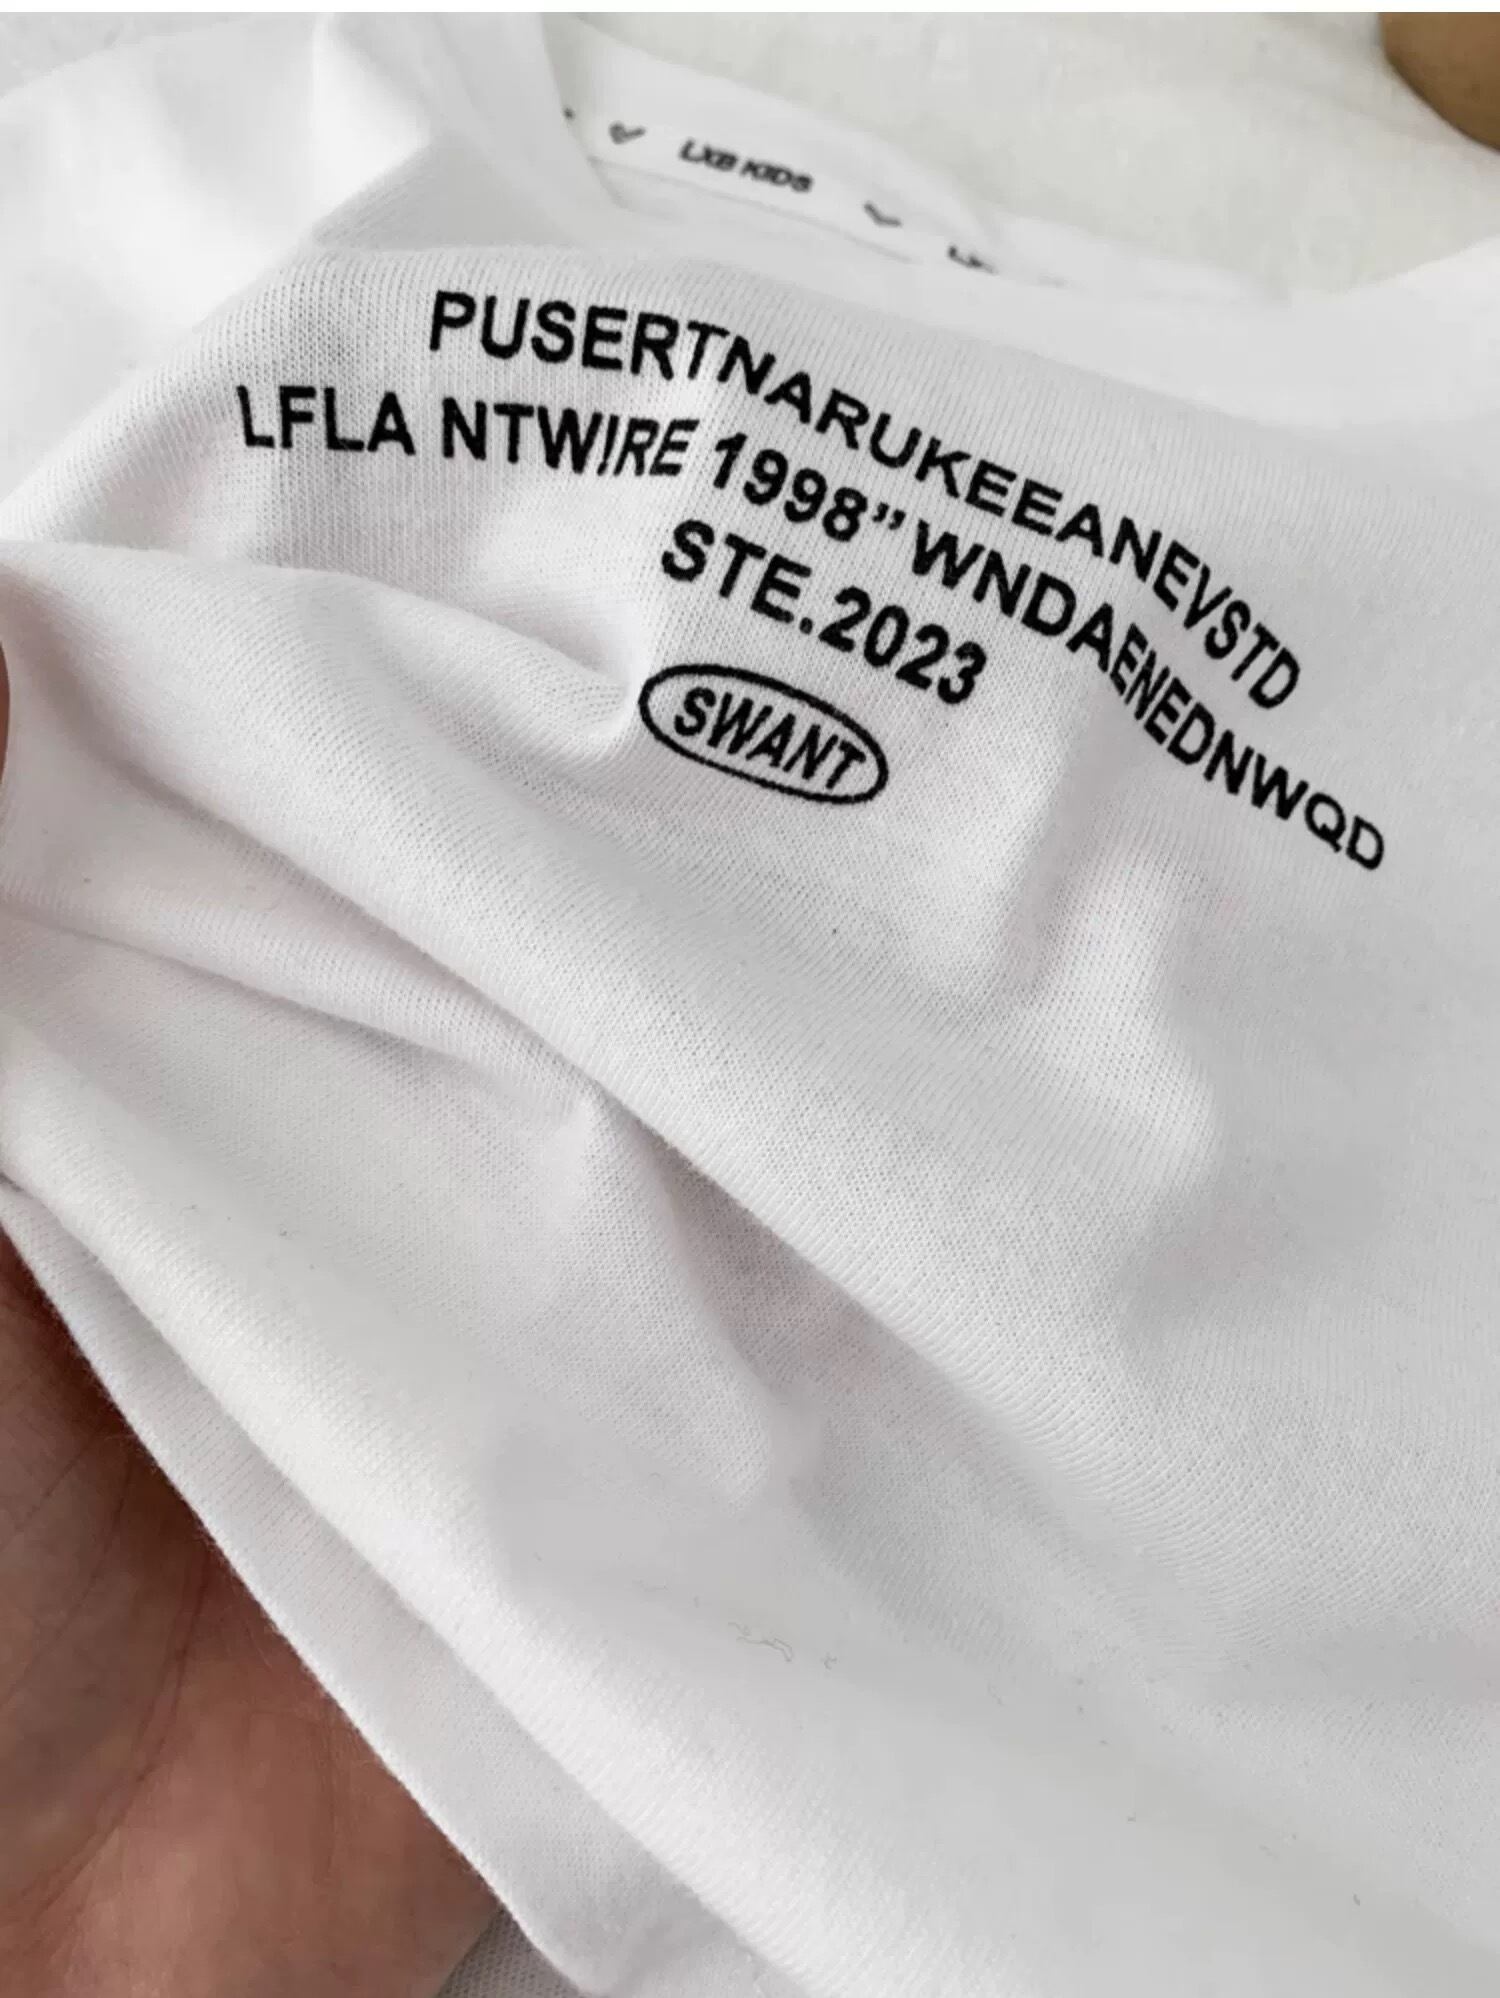 LXB KIDS
PUSERTNARUKEEANEVSTD
LFLA NTWIRE 1998” WNDAENEDNWQD
STE.2023
SWANT